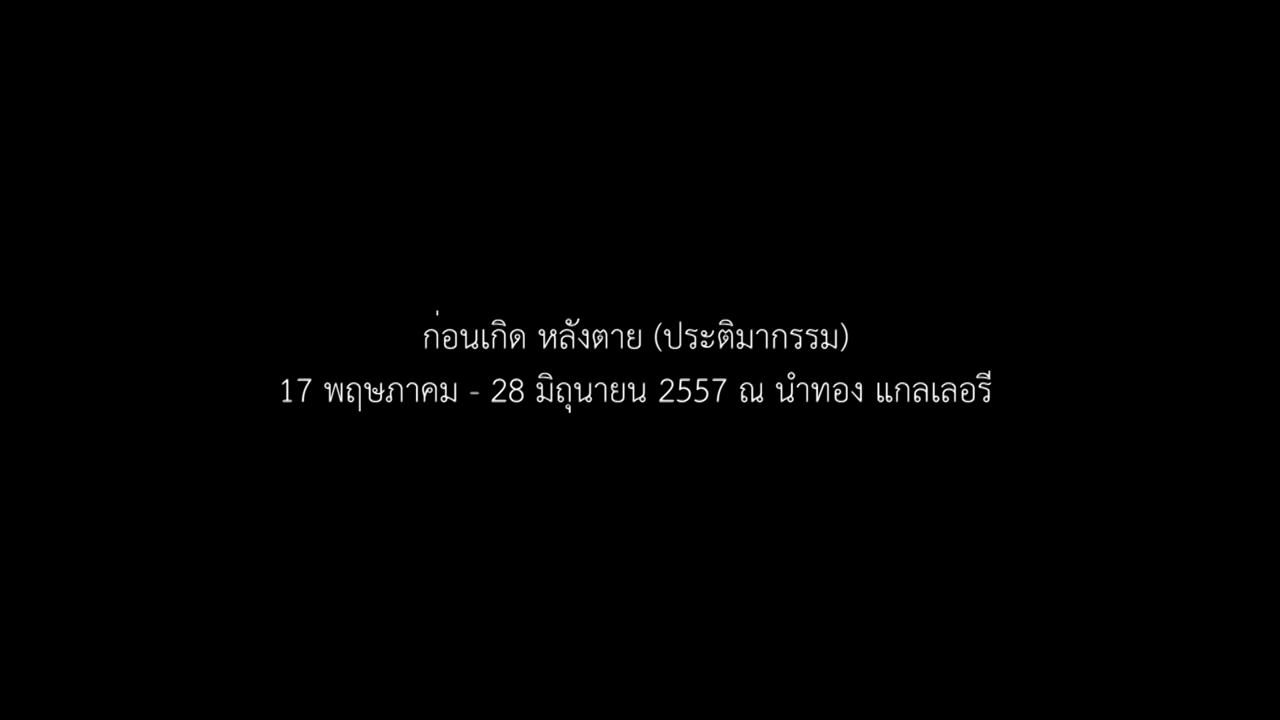 ก่อนเกิด หลังตาย (ประติมากรรม)
17 พฤษภาคม - 28 มิถุนายน 2557 ณ นำทอง แกลเลอรี